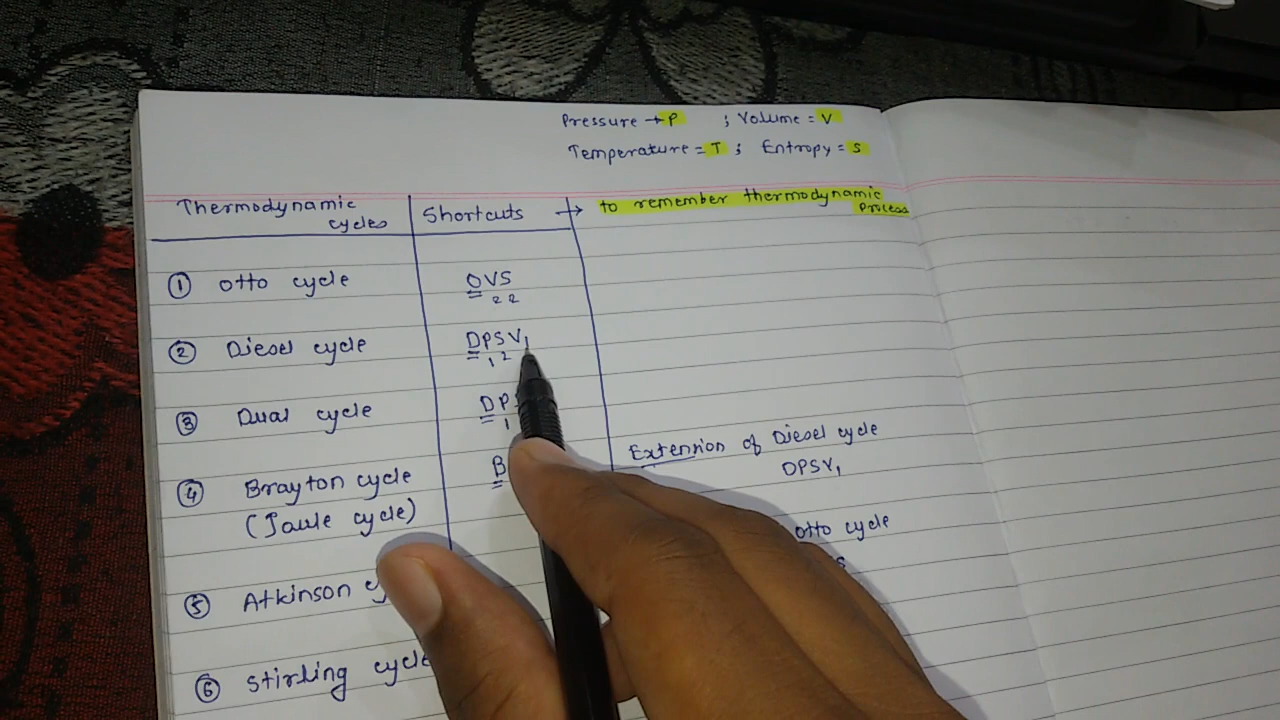 Pressure → P ; Volume = V
Temperature = T ; Entropy = S
Thermodynamic cycles
Shortcuts → to remember thermodynamic Process
① Otto cycle OVS
2 2
② Diesel cycle DPSV1
1 2
③ Dual cycle DP
1
Extension of Diesel cycle
DPSV1
④ Brayton cycle B
(Joule cycle)
otto cycle
⑤ Atkinson
⑥ Stirling cycle